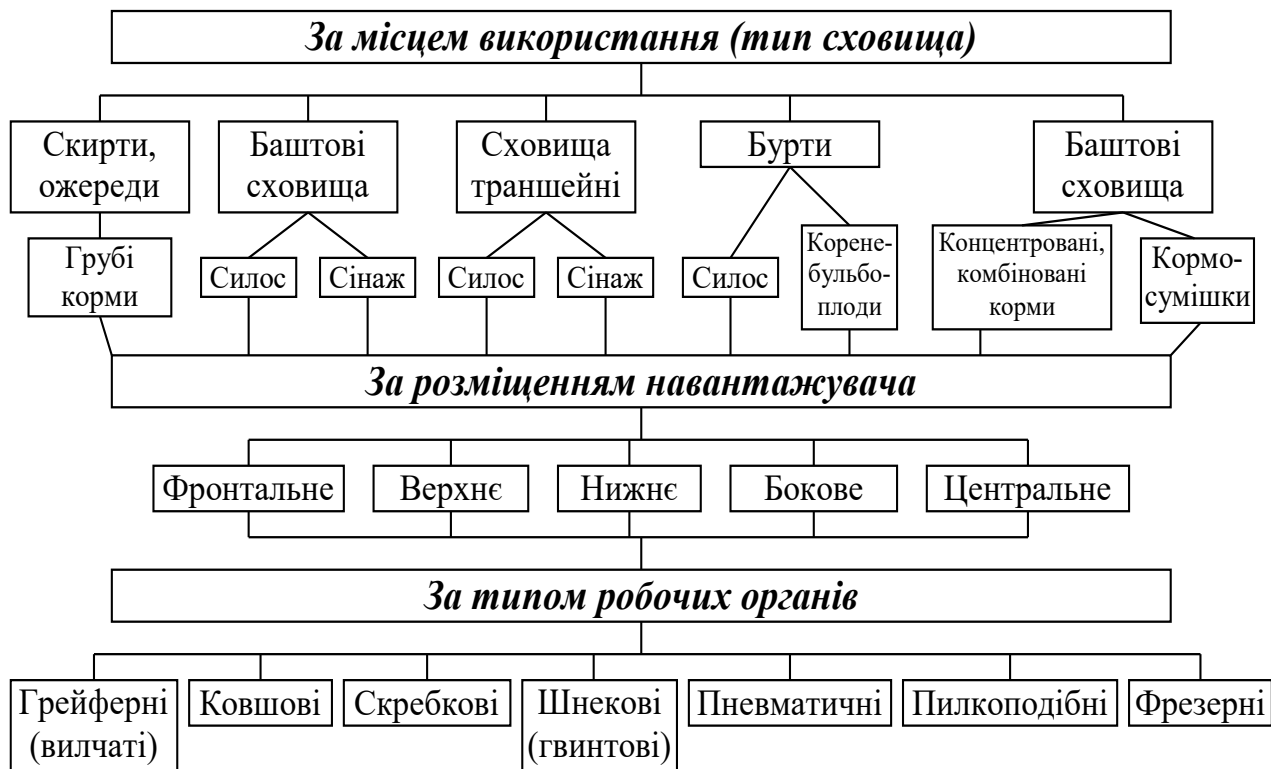 За місцем використання (тип сховища)
Скирти,
ожереди
Баштові
сховища
Сховища
траншейні
Бурти
Баштові
сховища
Грубі
корми
Силос
Сінаж
Силос
Сінаж
Силос
Корене-
бульбо-
плоди
Концентровані,
комбіновані
корми
Кормо-
сумішки
За розміщенням навантажувача
Фронтальне
Верхнє
Нижнє
Бокове
Центральне
За типом робочих органів
Грейферні
(вилчаті)
Ковшові
Скребкові
Шнекові
(гвинтові)
Пневматичні
Пилкоподібні
Фрезерні